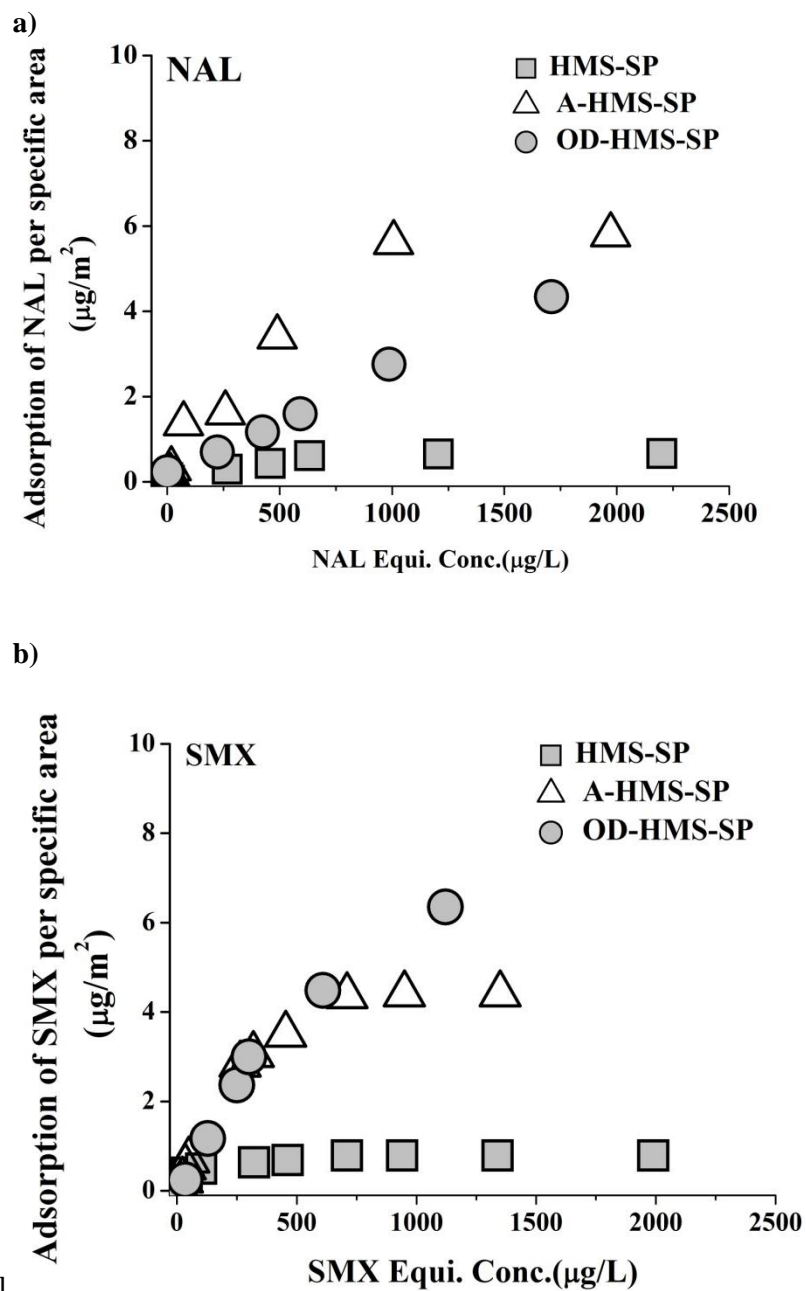 a)
NAL
HMS-SP
A-HMS-SP
OD-HMS-SP
Adsorption of NAL per specific area
(μg/m²)
10
8
6
4
2
0
0 500 1000 1500 2000 2500
NAL Equi. Conc.(μg/L)
b)
SMX
HMS-SP
A-HMS-SP
OD-HMS-SP
Adsorption of SMX per specific area
(μg/m²)
10
8
6
4
2
0
0 500 1000 1500 2000 2500
SMX Equi. Conc.(μg/L)